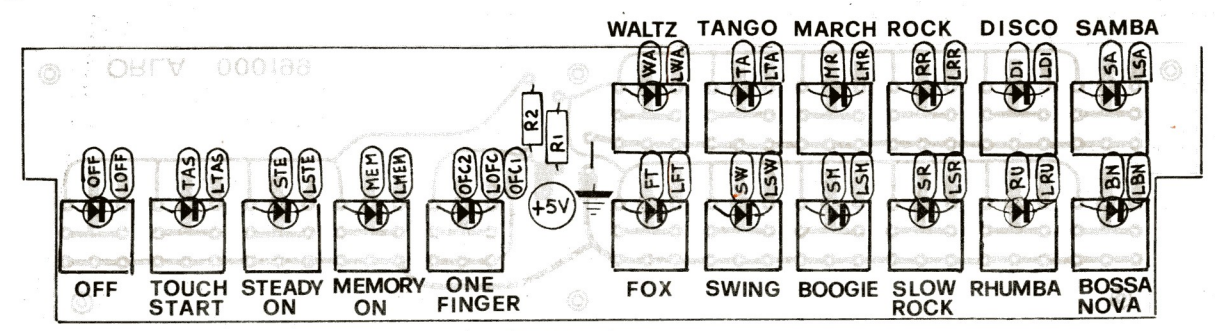 WALTZ TANGO MARCH ROCK DISCO SAMBA
WA LWA TA LTA MR LMR RR LRR DI LDI SA LSA
ORLA 000199
R2 R1
OFF LOFF TAS LTAS STE LSTE MEM LMEM OFC2 LOFC OFC1 FT LFT SW LSW SM LSM SR LSR RU LRU BN LBN
+5V
OFF TOUCH START STEADY ON MEMORY ON ONE FINGER FOX SWING BOOGIE SLOW ROCK RHUMBA BOSSA NOVA